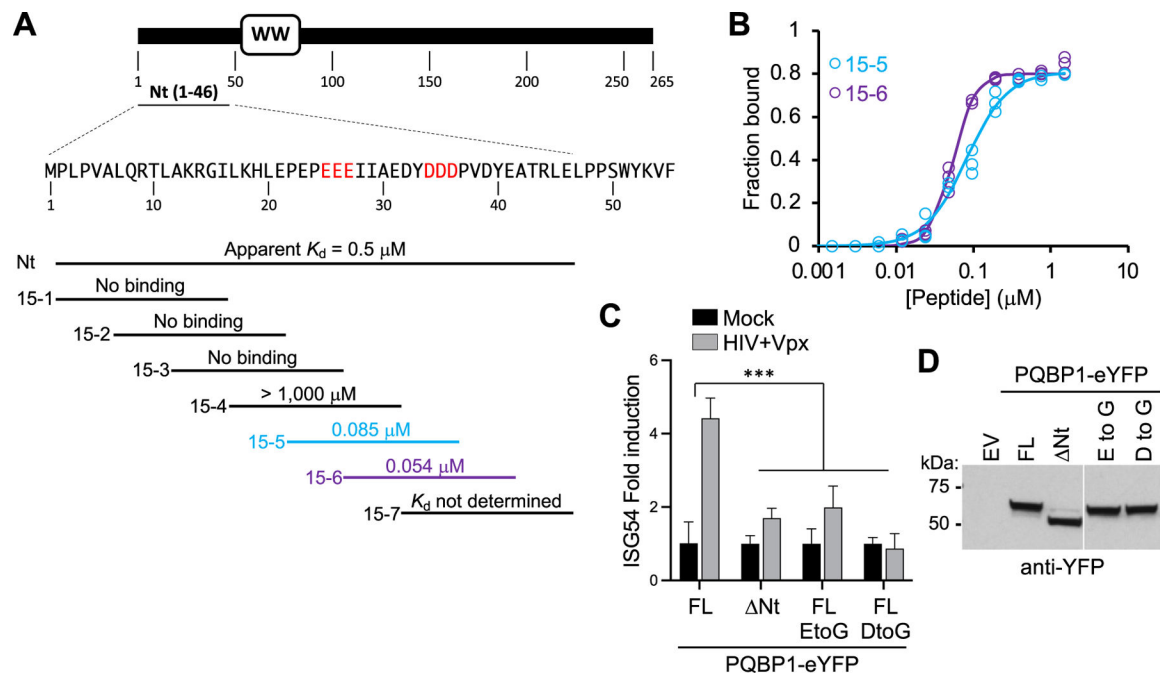 A
WW
1 50 100 150 200 250 265
Nt (1-46)
MPLPVALQRTLAKRGILKHLEPEPEEEIIAEDYDDDPVDYEATRLELPPSWYKVF
1 10 20 30 40 50
Nt Apparent Kd = 0.5 μM
15-1 No binding
15-2 No binding
15-3 No binding
15-4 > 1,000 μM
15-5 0.085 μM
15-6 0.054 μM
15-7 Kd not determined
B
15-5
15-6
Fraction bound
1
0.8
0.6
0.4
0.2
0
0.001 0.01 0.1 1 10
[Peptide] (μM)
C
Mock
HIV+Vpx
ISG54 Fold induction
6
4
2
0
***
FL ΔNt FL FL
EtoG DtoG
PQBP1-eYFP
D
PQBP1-eYFP
EV FL ΔNt E to G D to G
kDa:
75
50
anti-YFP